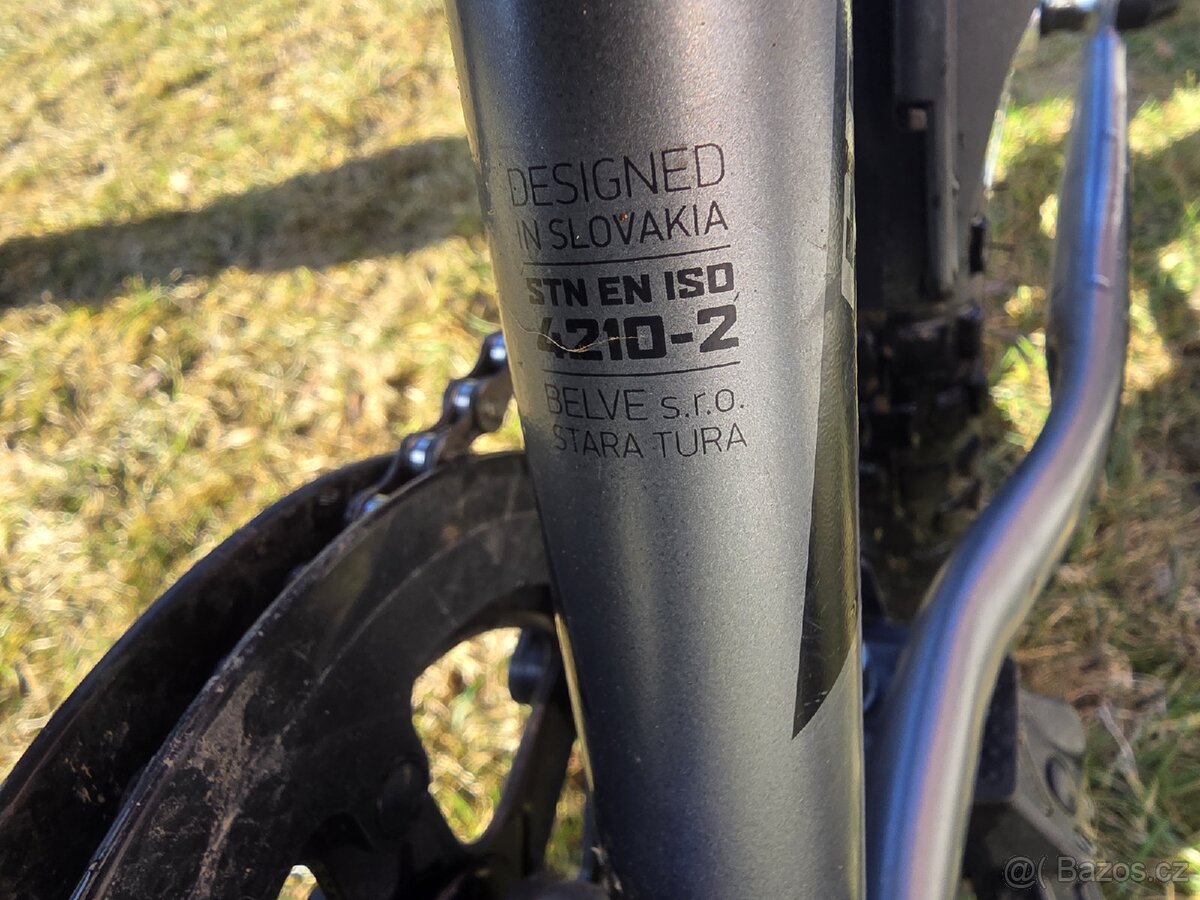 DESIGNED
IN SLOVAKIA
STN EN ISO
4210-2
BELVE s.r.o.
STARA TURA
@( Bazos.cz